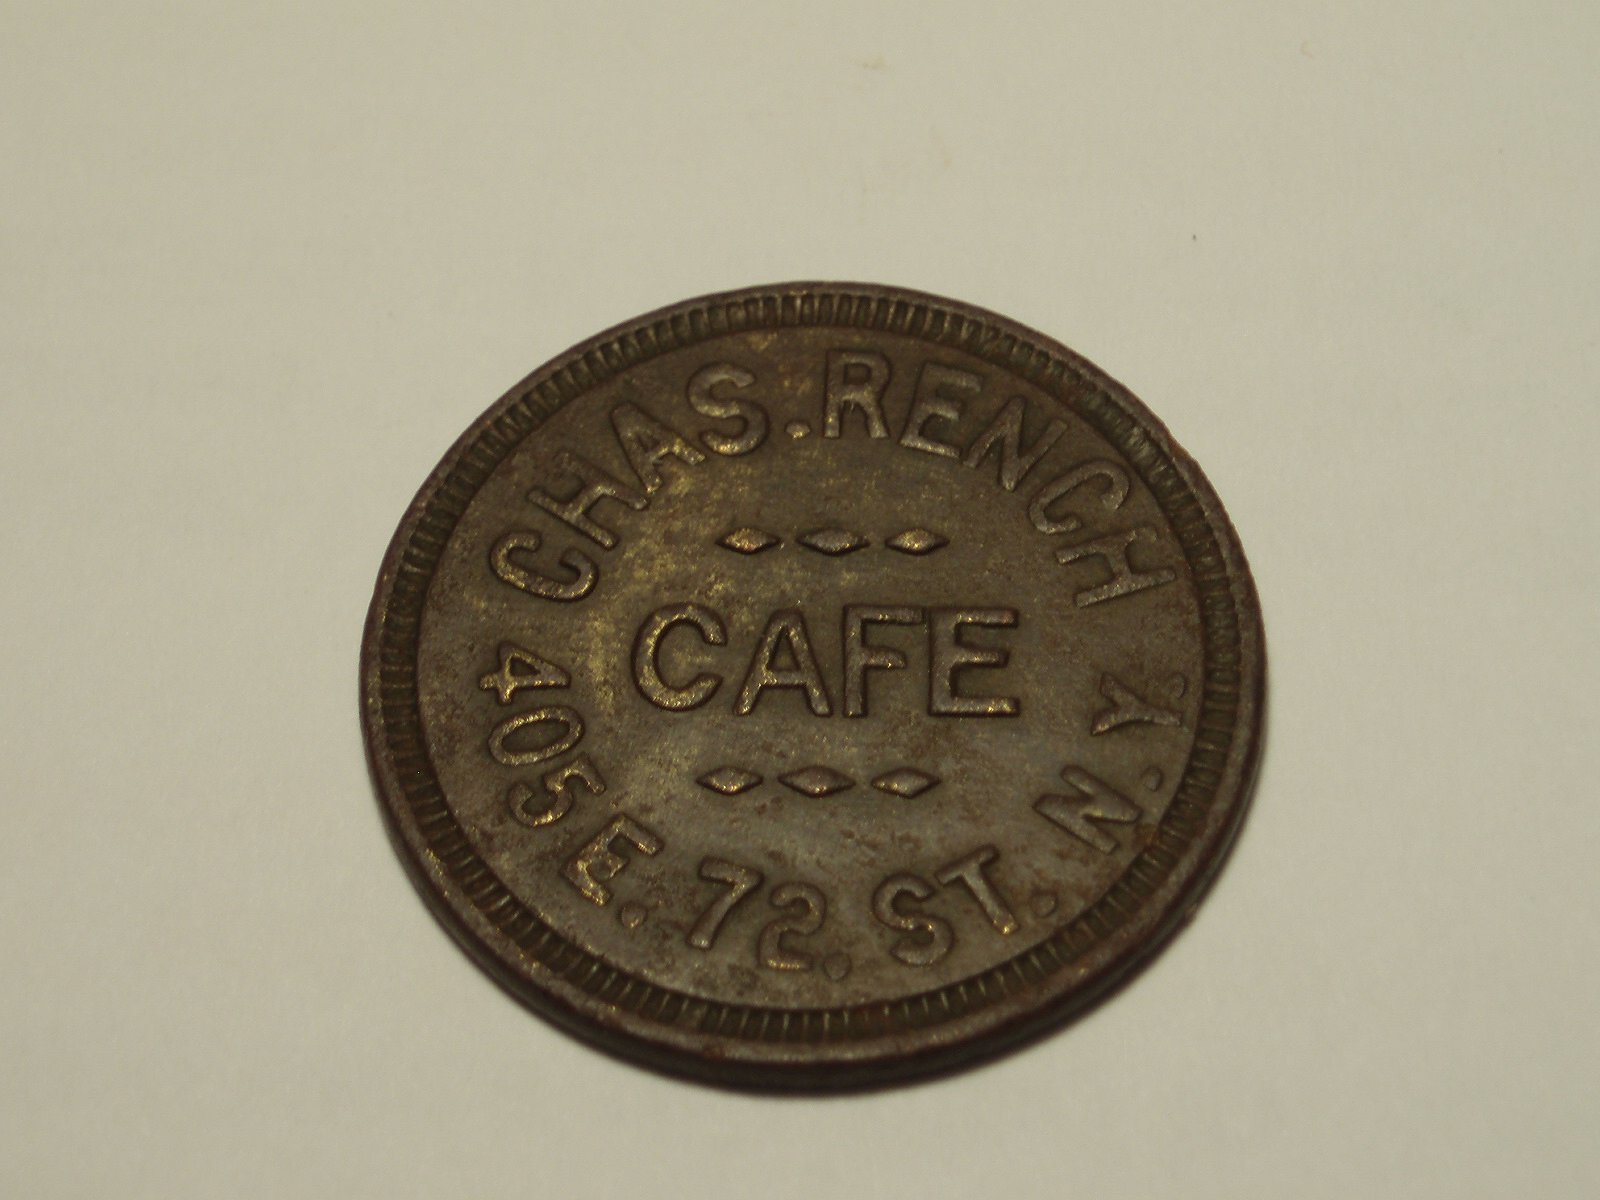 CHAS. RENCH
CAFE
405 E. 72. ST. N.Y.